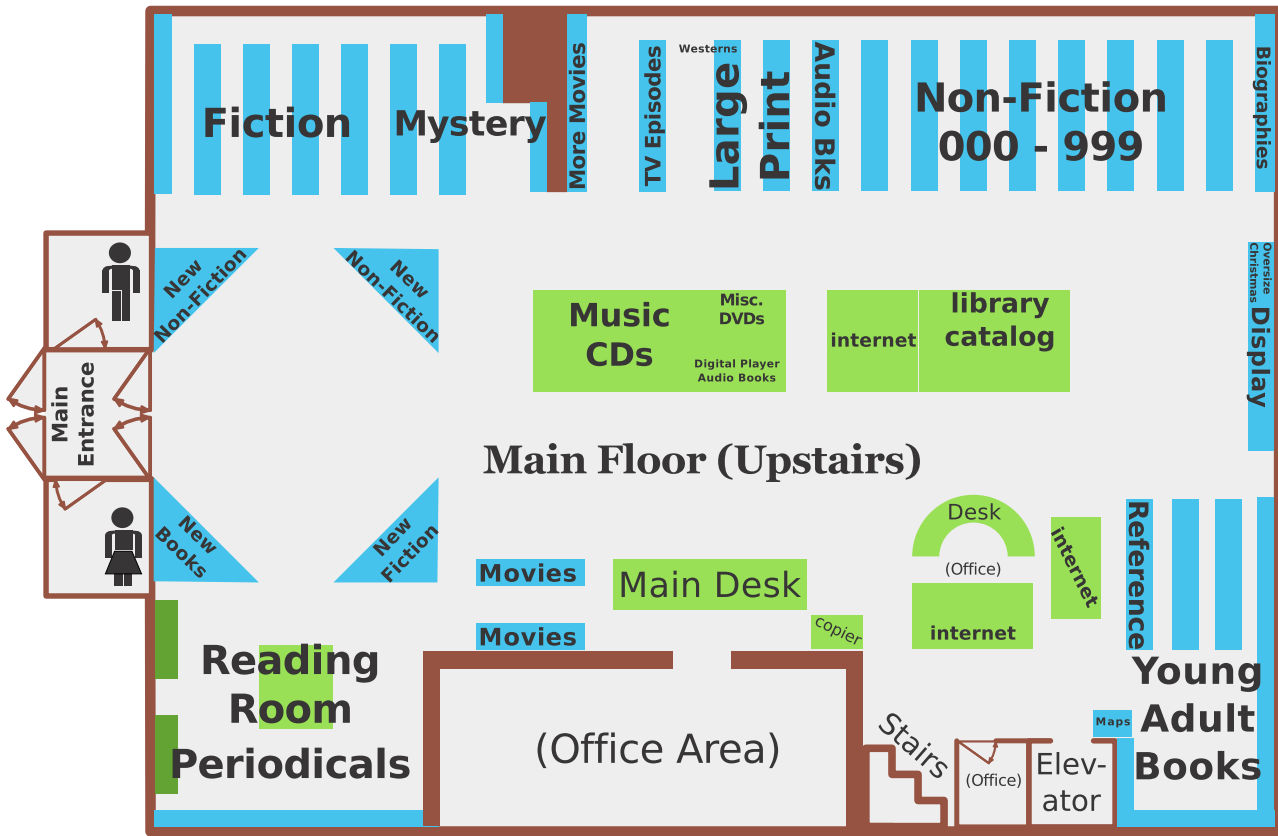 Fiction
Mystery
More Movies
TV Episodes
Westerns
Large
Print
Audio Bks
Non-Fiction
000 - 999
Biographies
New
Non-Fiction
New
Non-Fiction
Music
CDs
Misc.
DVDs
Digital Player
Audio Books
internet
library
catalog
Oversize
Christmas
Display
Main
Entrance
Main Floor (Upstairs)
New
Books
New
Fiction
Movies
Movies
Main Desk
copier
Desk
(Office)
internet
internet
Reference
Reading
Room
Periodicals
(Office Area)
Stairs
(Office)
Elev-
ator
Maps
Young
Adult
Books